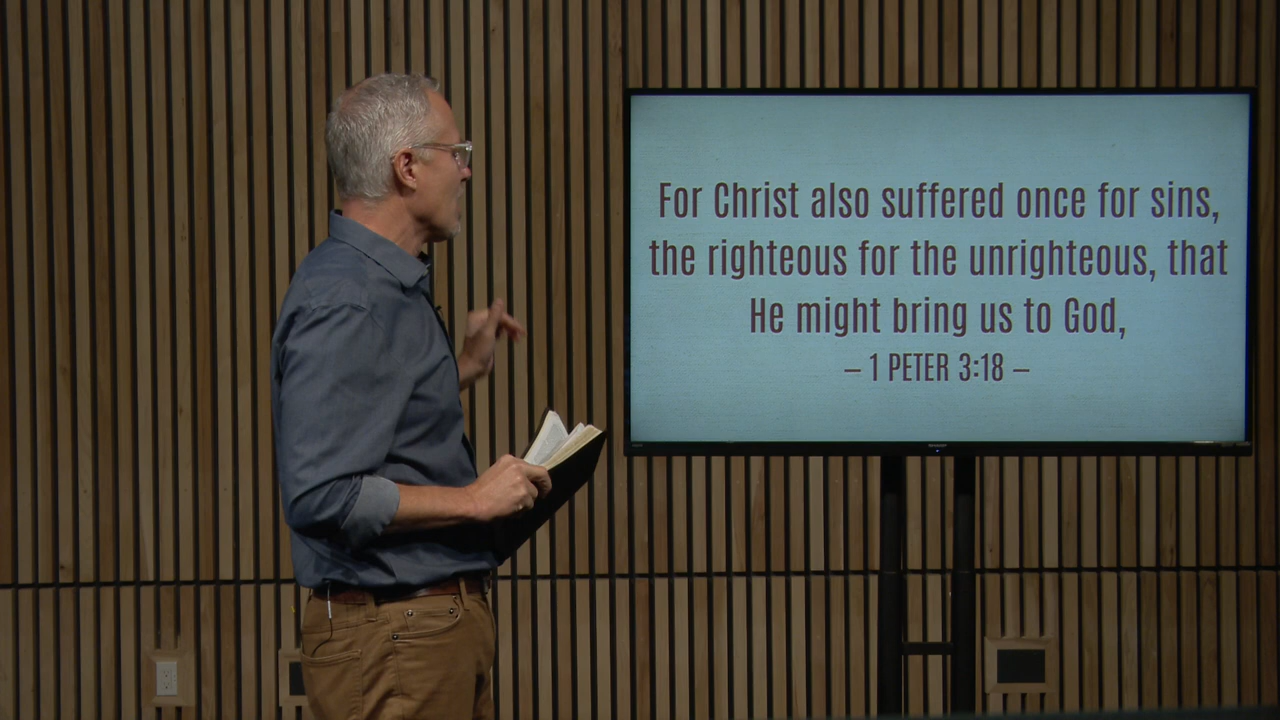 For Christ also suffered once for sins,
the righteous for the unrighteous, that
He might bring us to God,
– 1 PETER 3:18 –